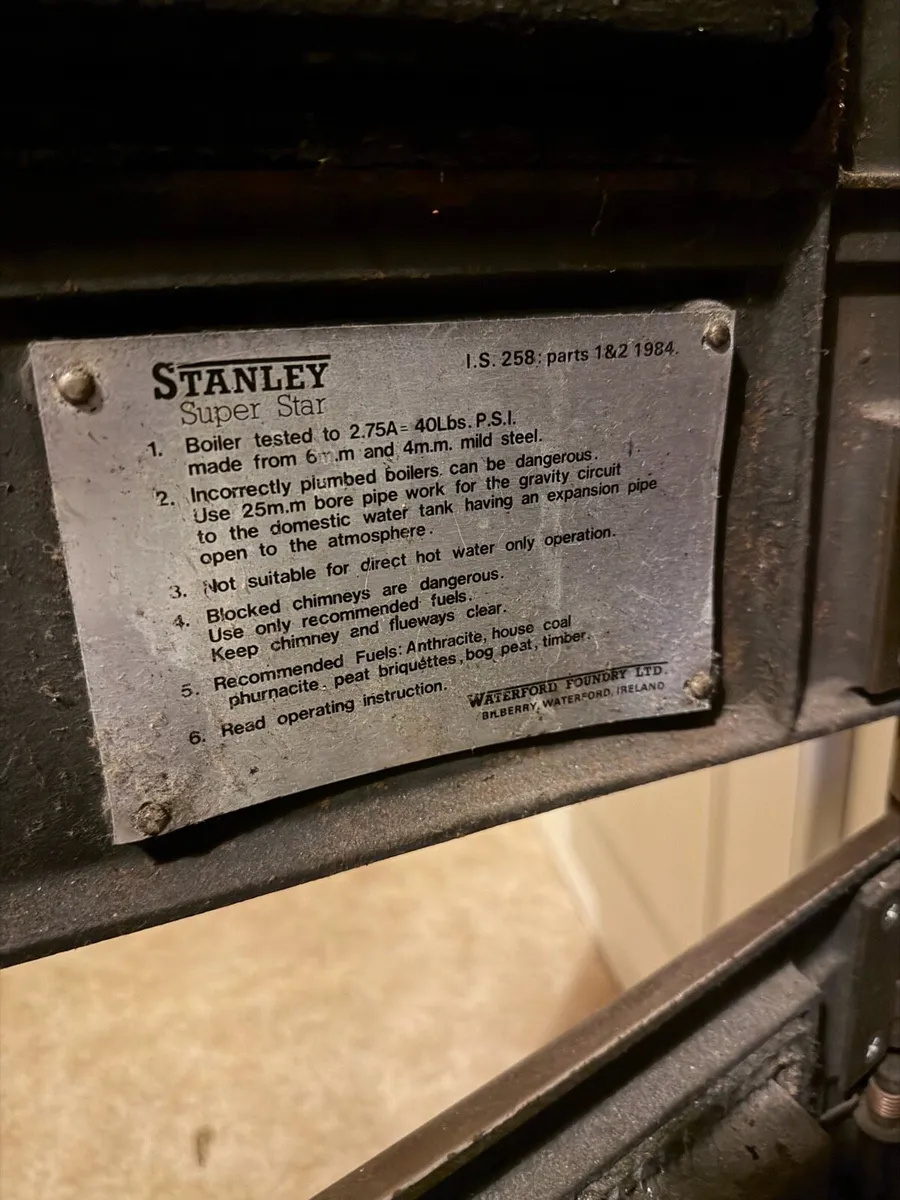 STANLEY
Super Star
I.S. 258: parts 1&2 1984.
1. Boiler tested to 2.75A= 40Lbs. P.S.I.
made from 6m.m and 4m.m. mild steel.
2. Incorrectly plumbed boilers can be dangerous.
Use 25m.m bore pipe work for the gravity circuit
to the domestic water tank having an expansion pipe
open to the atmosphere.
3. Not suitable for direct hot water only operation.
4. Blocked chimneys are dangerous.
Use only recommended fuels.
Keep chimney and flueways clear.
5. Recommended Fuels: Anthracite, house coal
phurnacite. peat briquettes, bog peat, timber.
6. Read operating instruction.
WATERFORD FOUNDRY LTD.
BILBERRY, WATERFORD, IRELAND